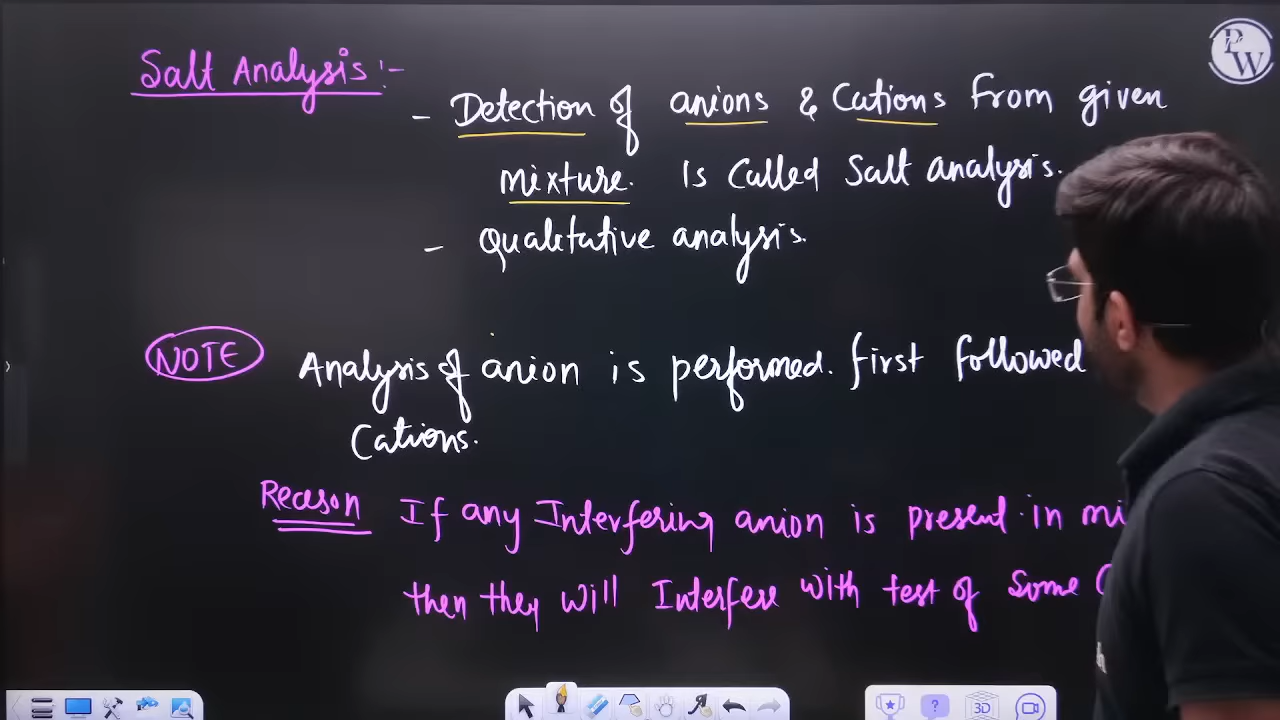 Salt Analysis :-
- Detection of anions & Cations From given
mixture. Is Called Salt analysis.
- Qualitative analysis.
NOTE Analysis of anion is performed. First Followed
Cations.
Reason If any Interfering anion is present in
then they will Interfere with test of Some
PW
3D